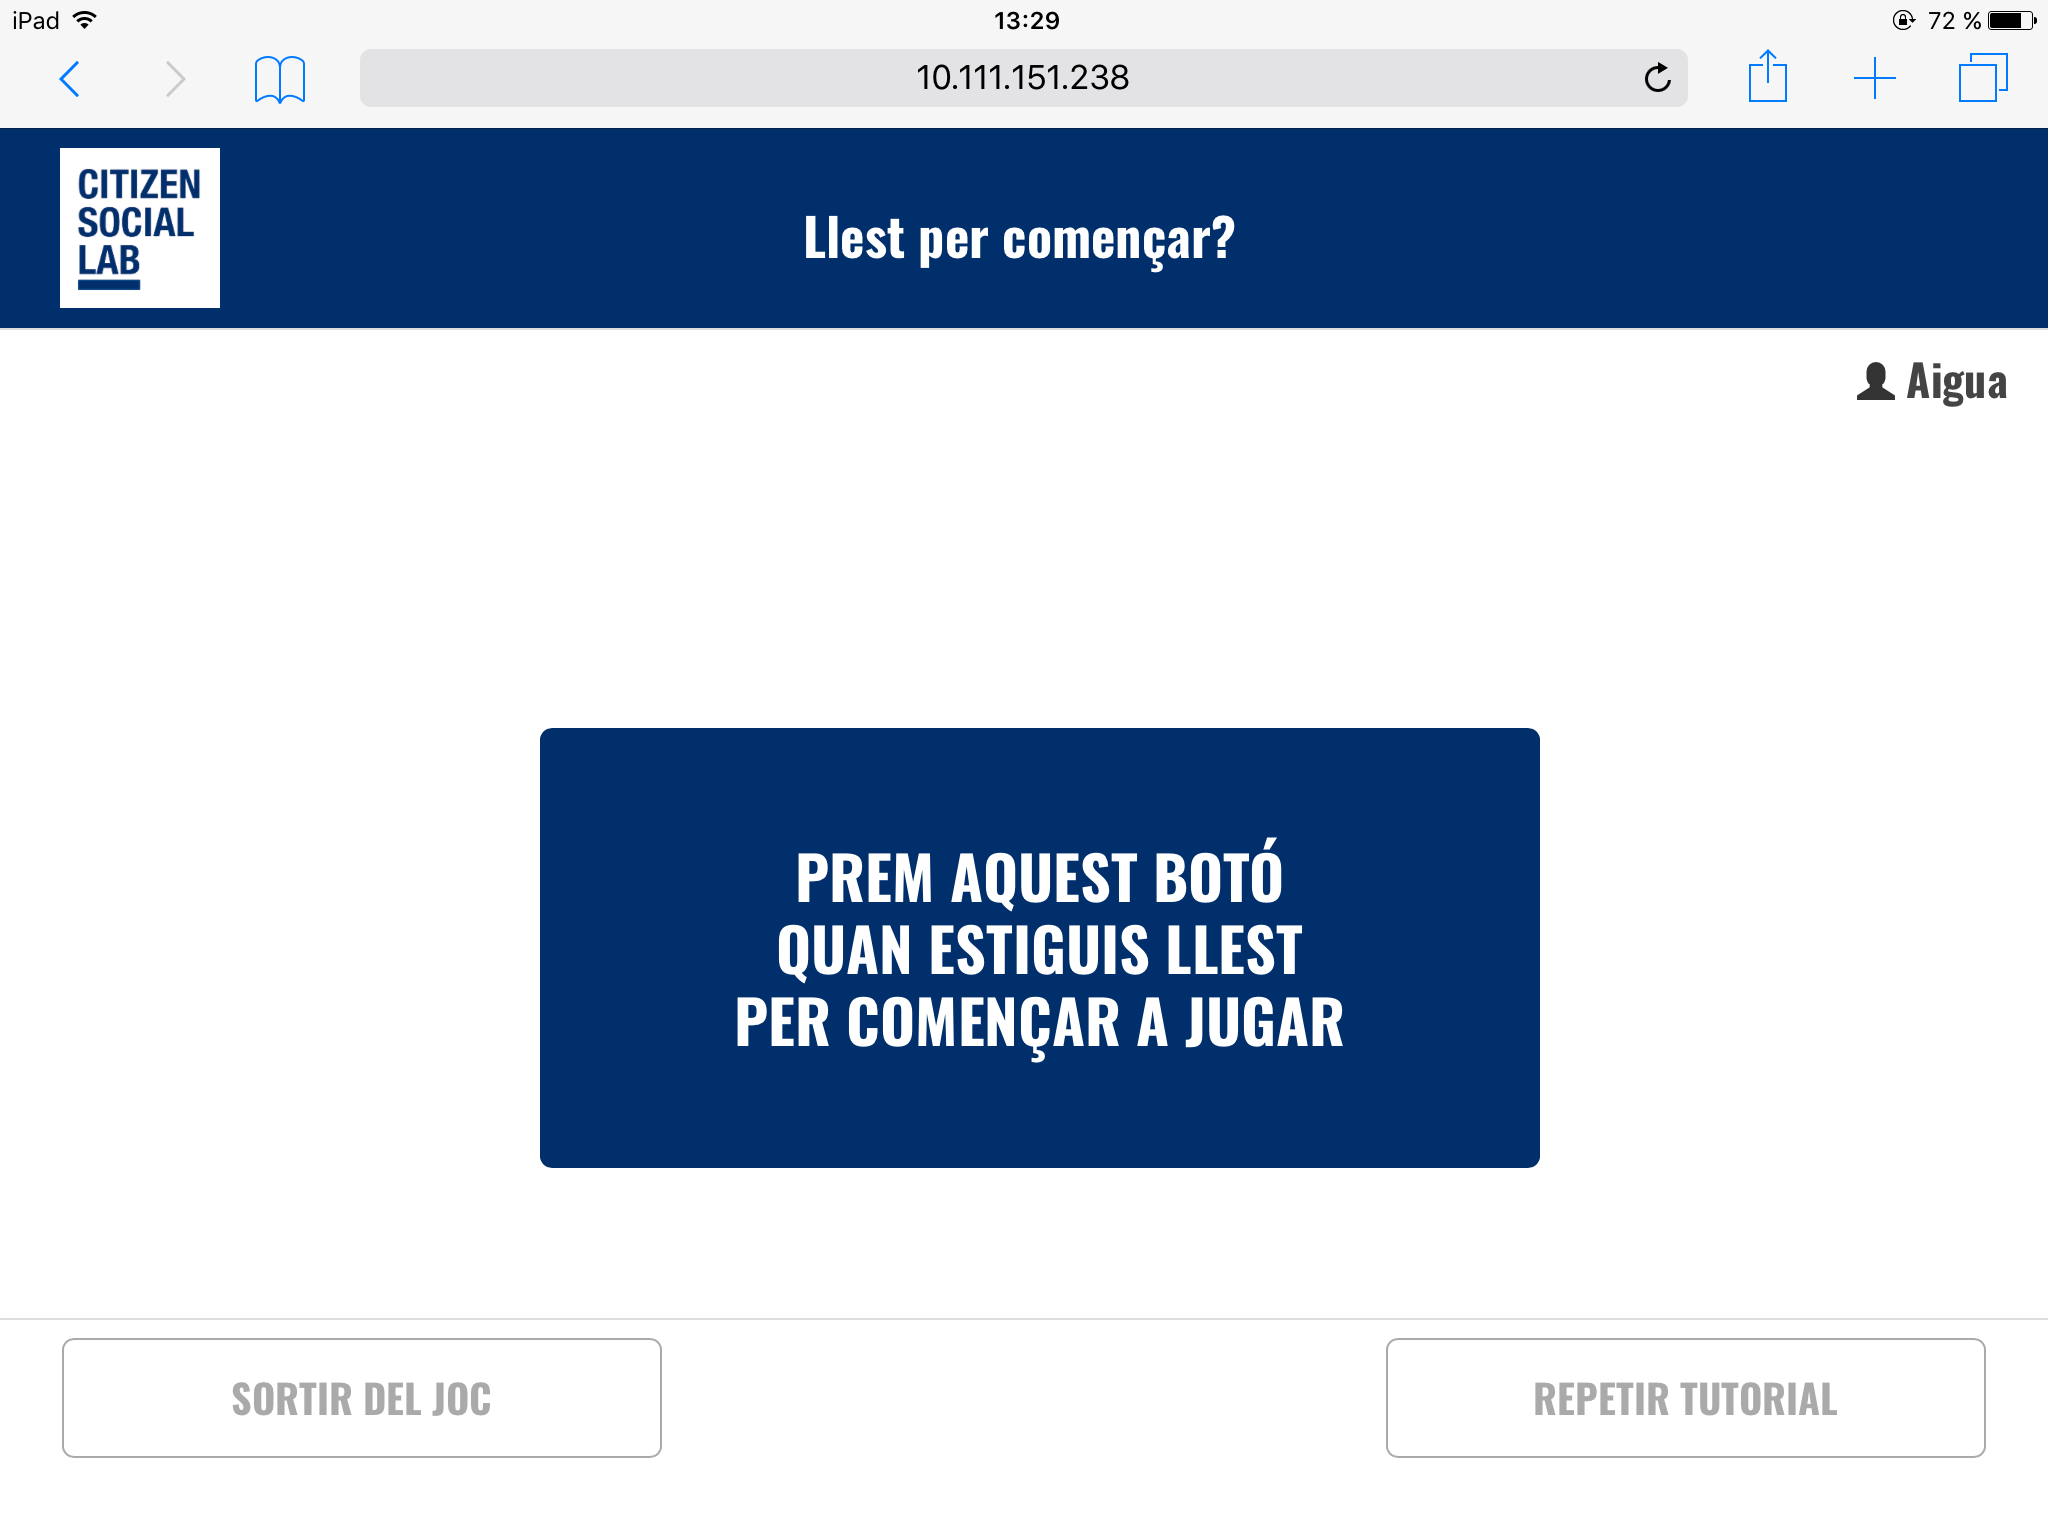 iPad
13:29
72 %
10.111.151.238
CITIZEN
SOCIAL
LAB
Llest per començar?
Aigua
PREM AQUEST BOTÓ
QUAN ESTIGUIS LLEST
PER COMENÇAR A JUGAR
SORTIR DEL JOC
REPETIR TUTORIAL